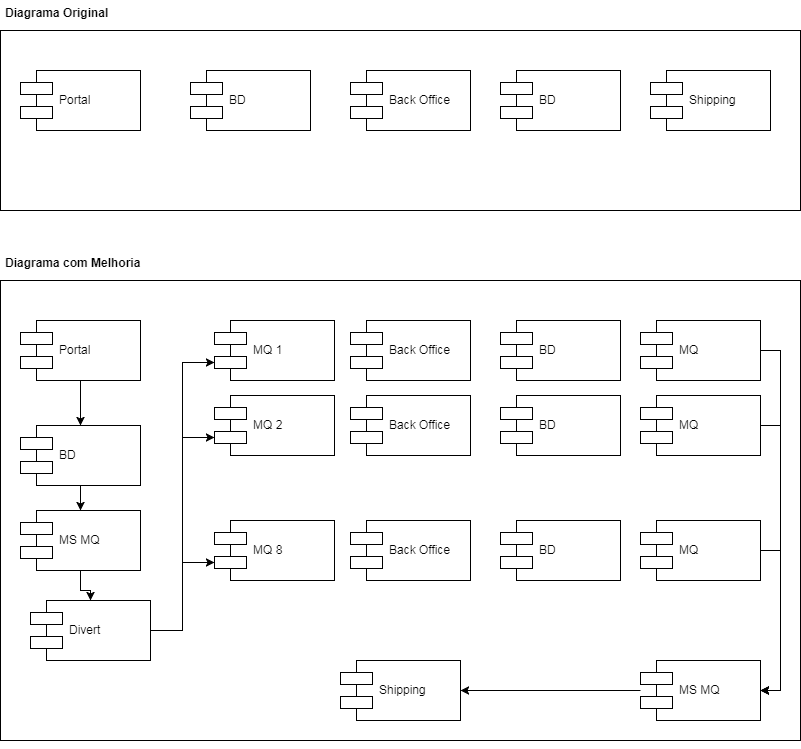 Diagrama Original
Portal
BD
Back Office
BD
Shipping
Diagrama com Melhoria
Portal
MQ 1
Back Office
BD
MQ
MQ 2
Back Office
BD
MQ
BD
MS MQ
MQ 8
Back Office
BD
MQ
Divert
Shipping
MS MQ